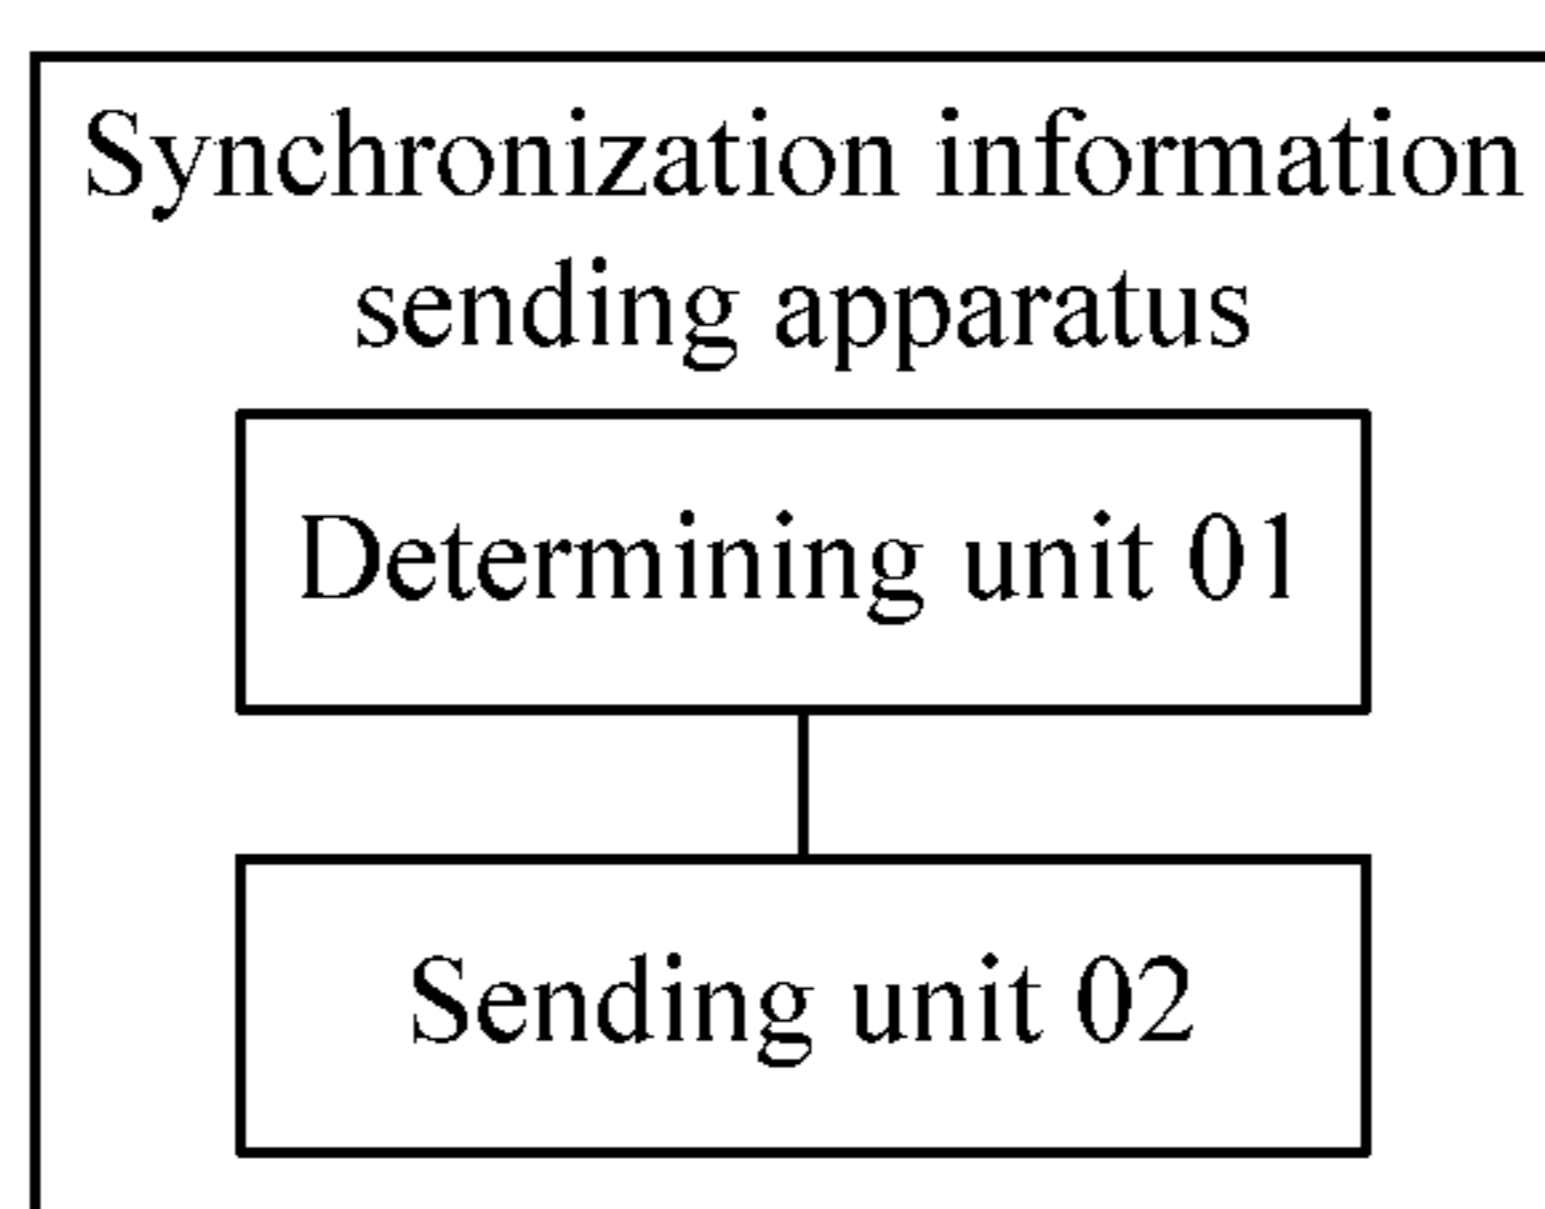 Synchronization information
sending apparatus
Determining unit 01
Sending unit 02